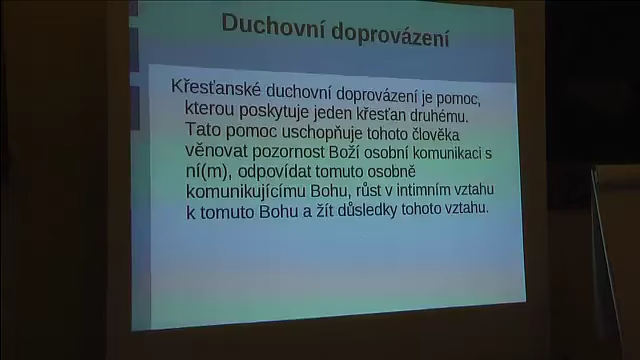 Duchovní doprovázení
Křesťanské duchovní doprovázení je pomoc,
kterou poskytuje jeden křesťan druhému.
Tato pomoc uschopňuje tohoto člověka
věnovat pozornost Boží osobní komunikaci s
ní(m), odpovídat tomuto osobně
komunikujícímu Bohu, růst v intimním vztahu
k tomuto Bohu a žít důsledky tohoto vztahu.